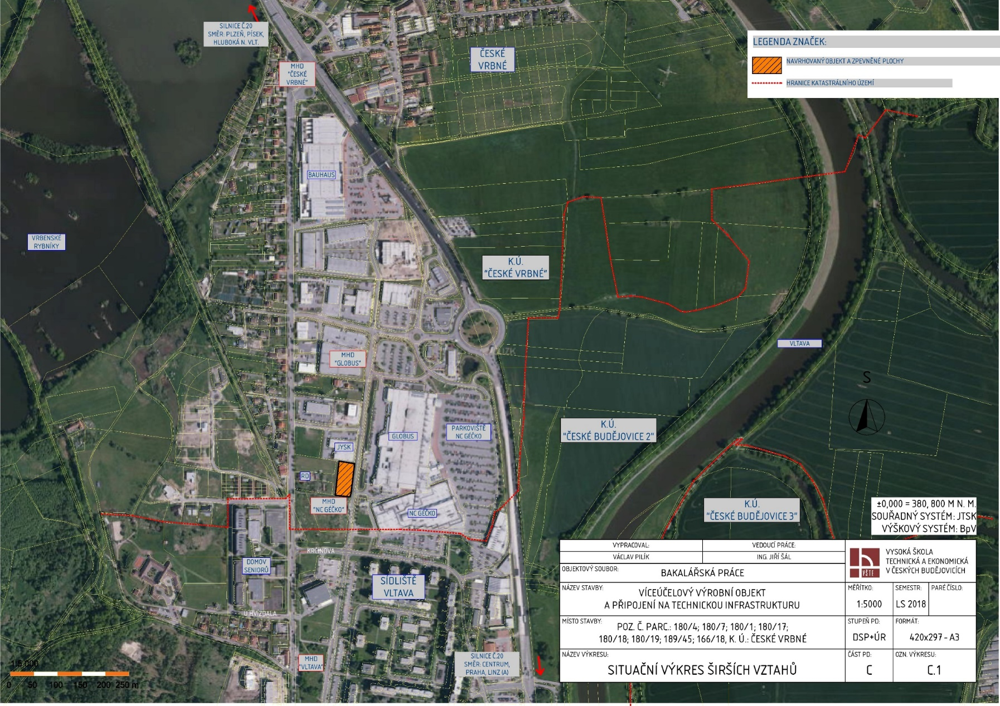 SILNICE Č.20
SMĚR: PLZEŇ, PÍSEK,
HLUBOKÁ N. VLT.
MHD
"ČESKÉ
VRBNÉ"
ČESKÉ
VRBNÉ
LEGENDA ZNAČEK:
NAVRHOVANÝ OBJEKT A ZPEVNĚNÉ PLOCHY
HRANICE KATASTRÁLNÍHO ÚZEMÍ
BAUHAUS
VRBENSKÉ
RYBNÍKY
K.Ú.
"ČESKÉ VRBNÉ"
VLTAVA
MHD
"GLOBUS"
S
K.Ú.
"ČESKÉ BUDĚJOVICE 2"
GLOBUS
PARKOVIŠTĚ
NC GÉČKO
JYSK
RD
MHD
"NC GÉČKO"
NC GÉČKO
K.Ú.
"ČESKÉ BUDĚJOVICE 3"
±0,000 = 380, 800 M N. M.
SOUŘADNÝ SYSTÉM: JTSK
VÝŠKOVÝ SYSTÉM: BpV
KRČÍNOVA
DOMOV
SENIORŮ
SÍDLIŠTĚ
VLTAVA
U HVÍZDALA
MHD
"VLTAVA"
SILNICE Č.20
SMĚR: CENTRUM,
PRAHA, LINZ (A)
1:5 000
0 50 100 150 200 250 m
VYPRACOVAL:
VEDOUCÍ PRÁCE:
VÁCLAV PILÍK
ING. JIŘÍ ŠÁL
OBJEKTOVÝ SOUBOR:
BAKALÁŘSKÁ PRÁCE
VŠTE
VYSOKÁ ŠKOLA
TECHNICKÁ A EKONOMICKÁ
V ČESKÝCH BUDĚJOVICÍCH
NÁZEV STAVBY:
VÍCEÚČELOVÝ VÝROBNÍ OBJEKT
A PŘIPOJENÍ NA TECHNICKOU INFRASTRUKTURU
MĚŘÍTKO:
1:5000
SEMESTR:
LS 2018
PARÉ ČÍSLO:
MÍSTO STAVBY:
POZ. Č. PARC.: 180/4; 180/7; 180/1; 180/17;
180/18; 180/19; 189/45; 166/18, K. Ú.: ČESKÉ VRBNÉ
STUPEŇ PD:
DSP+ÚR
FORMÁT:
420x297 - A3
NÁZEV VÝKRESU:
SITUAČNÍ VÝKRES ŠIRŠÍCH VZTAHŮ
ČÁST PD:
C
OZN. VÝKRESU:
C.1